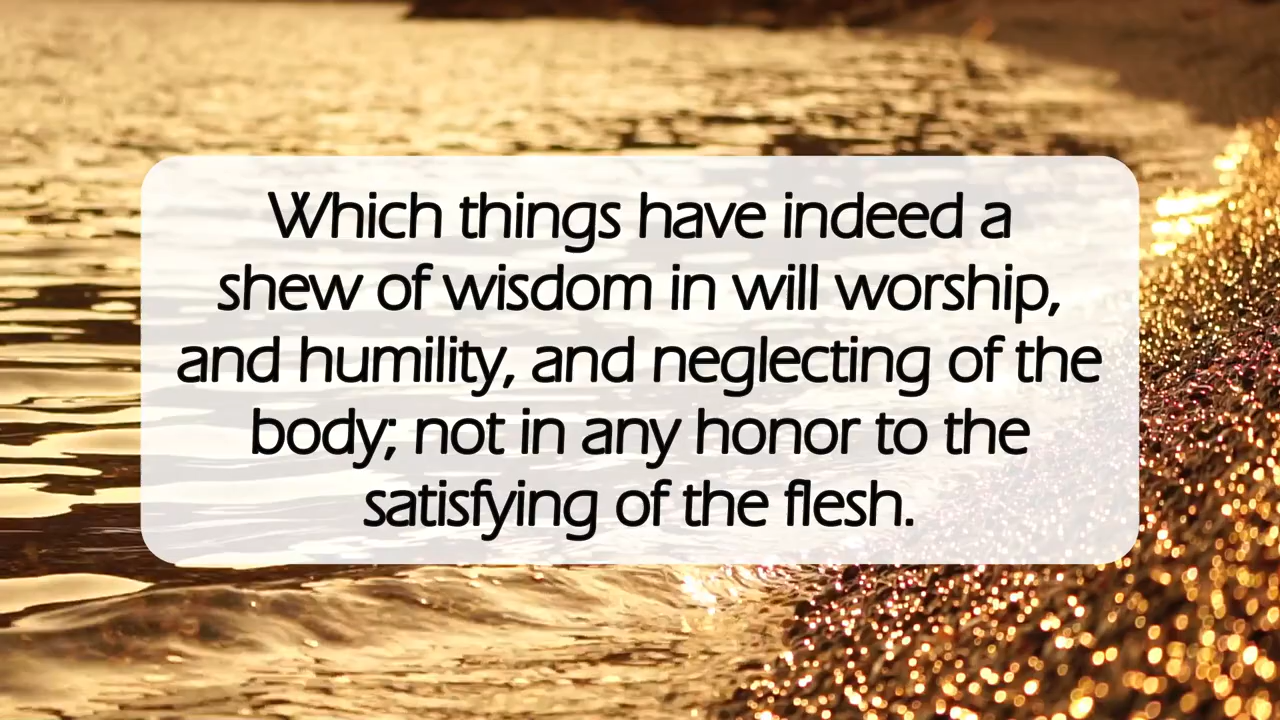 Which things have indeed a
shew of wisdom in will worship,
and humility, and neglecting of the
body; not in any honor to the
satisfying of the flesh.